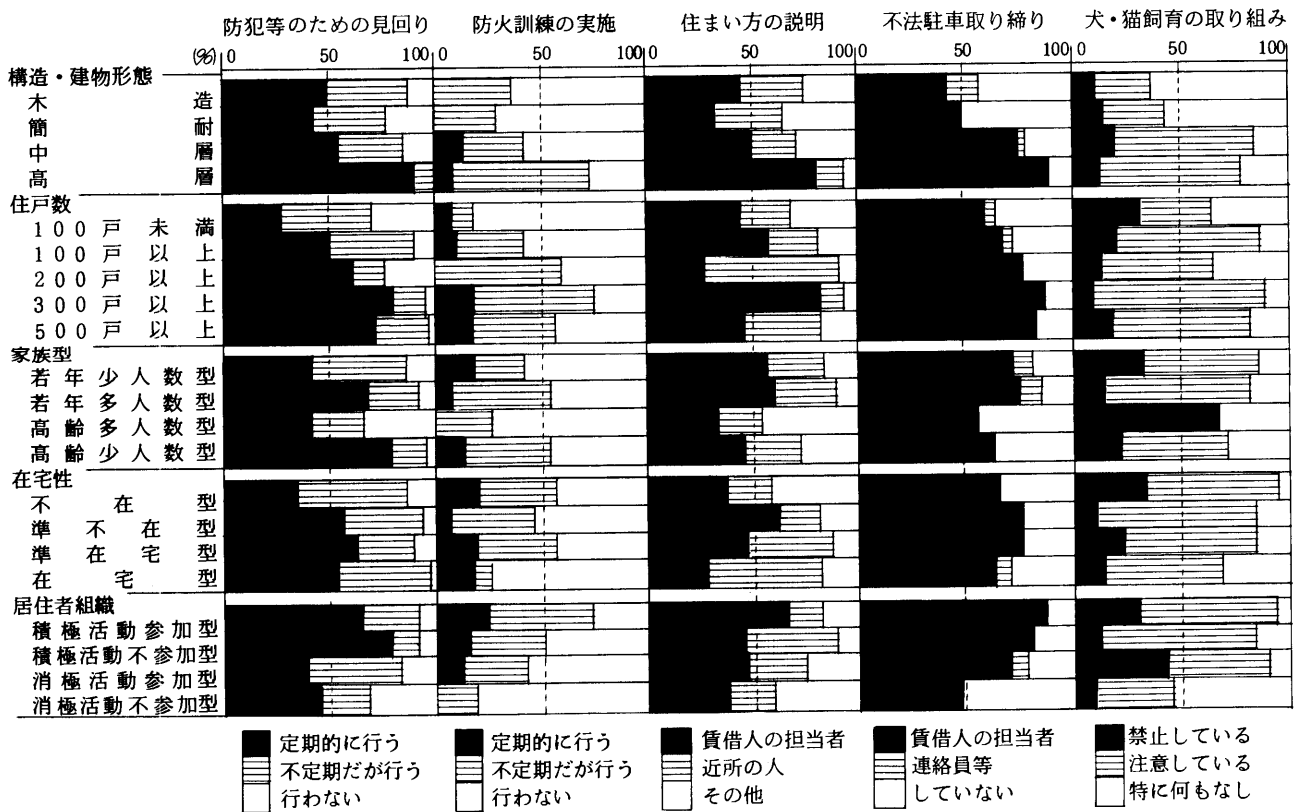 防犯等のための見回り 防火訓練の実施 住まい方の説明 不法駐車取り締り 犬・猫飼育の取り組み
(%) 0 50 100 0 50 100 0 50 100 0 50 100 0 50 100
構造・建物形態
木造
簡耐
中層
高層
住戸数
100戸未満
100戸以上
200戸以上
300戸以上
500戸以上
家族型
若年少人数型
若年多人数型
高齢多人数型
高齢少人数型
在宅性
不在型
準不在型
準在宅型
在宅型
居住者組織
積極活動参加型
積極活動不参加型
消極活動参加型
消極活動不参加型
定期的に行う 定期的に行う 賃借人の担当者 賃借人の担当者 禁止している
不定期だが行う 不定期だが行う 近所の人 連絡員等 注意している
行わない 行わない その他 していない 特に何もなし